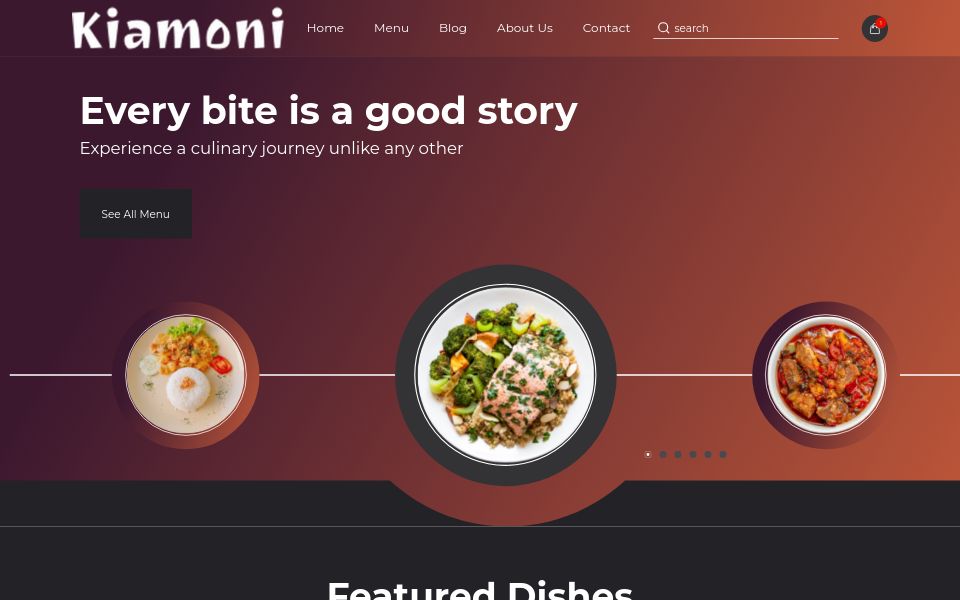 Kiamoni
Home
Menu
Blog
About Us
Contact
search
1
Every bite is a good story
Experience a culinary journey unlike any other
See All Menu
Featured Dishes